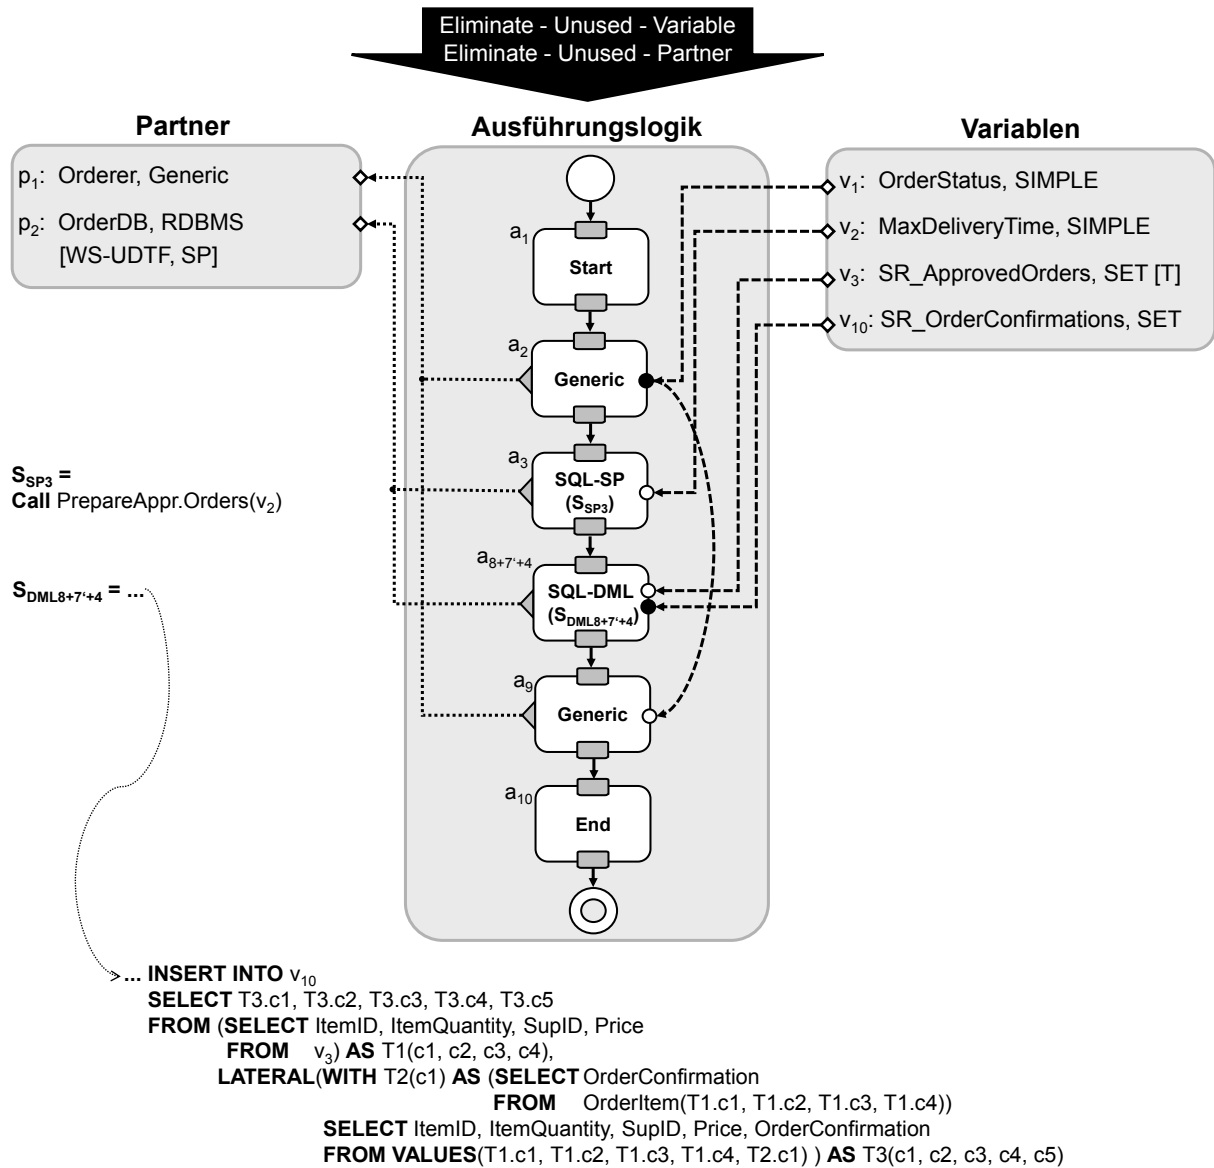 Eliminate - Unused - Variable
Eliminate - Unused - Partner
Partner
Ausführungslogik
Variablen
p1: Orderer, Generic
p2: OrderDB, RDBMS
[WS-UDTF, SP]
v1: OrderStatus, SIMPLE
v2: MaxDeliveryTime, SIMPLE
v3: SR_ApprovedOrders, SET [T]
v10: SR_OrderConfirmations, SET
a1
Start
a2
Generic
a3
SQL-SP
(SSP3)
a8+7'+4
SQL-DML
(SDML8+7'+4)
a9
Generic
a10
End
SSP3 =
Call PrepareAppr.Orders(v2)
SDML8+7'+4 = ...
... INSERT INTO v10
SELECT T3.c1, T3.c2, T3.c3, T3.c4, T3.c5
FROM (SELECT ItemID, ItemQuantity, SupID, Price
FROM v3) AS T1(c1, c2, c3, c4),
LATERAL(WITH T2(c1) AS (SELECT OrderConfirmation
FROM OrderItem(T1.c1, T1.c2, T1.c3, T1.c4))
SELECT ItemID, ItemQuantity, SupID, Price, OrderConfirmation
FROM VALUES(T1.c1, T1.c2, T1.c3, T1.c4, T2.c1) ) AS T3(c1, c2, c3, c4, c5)